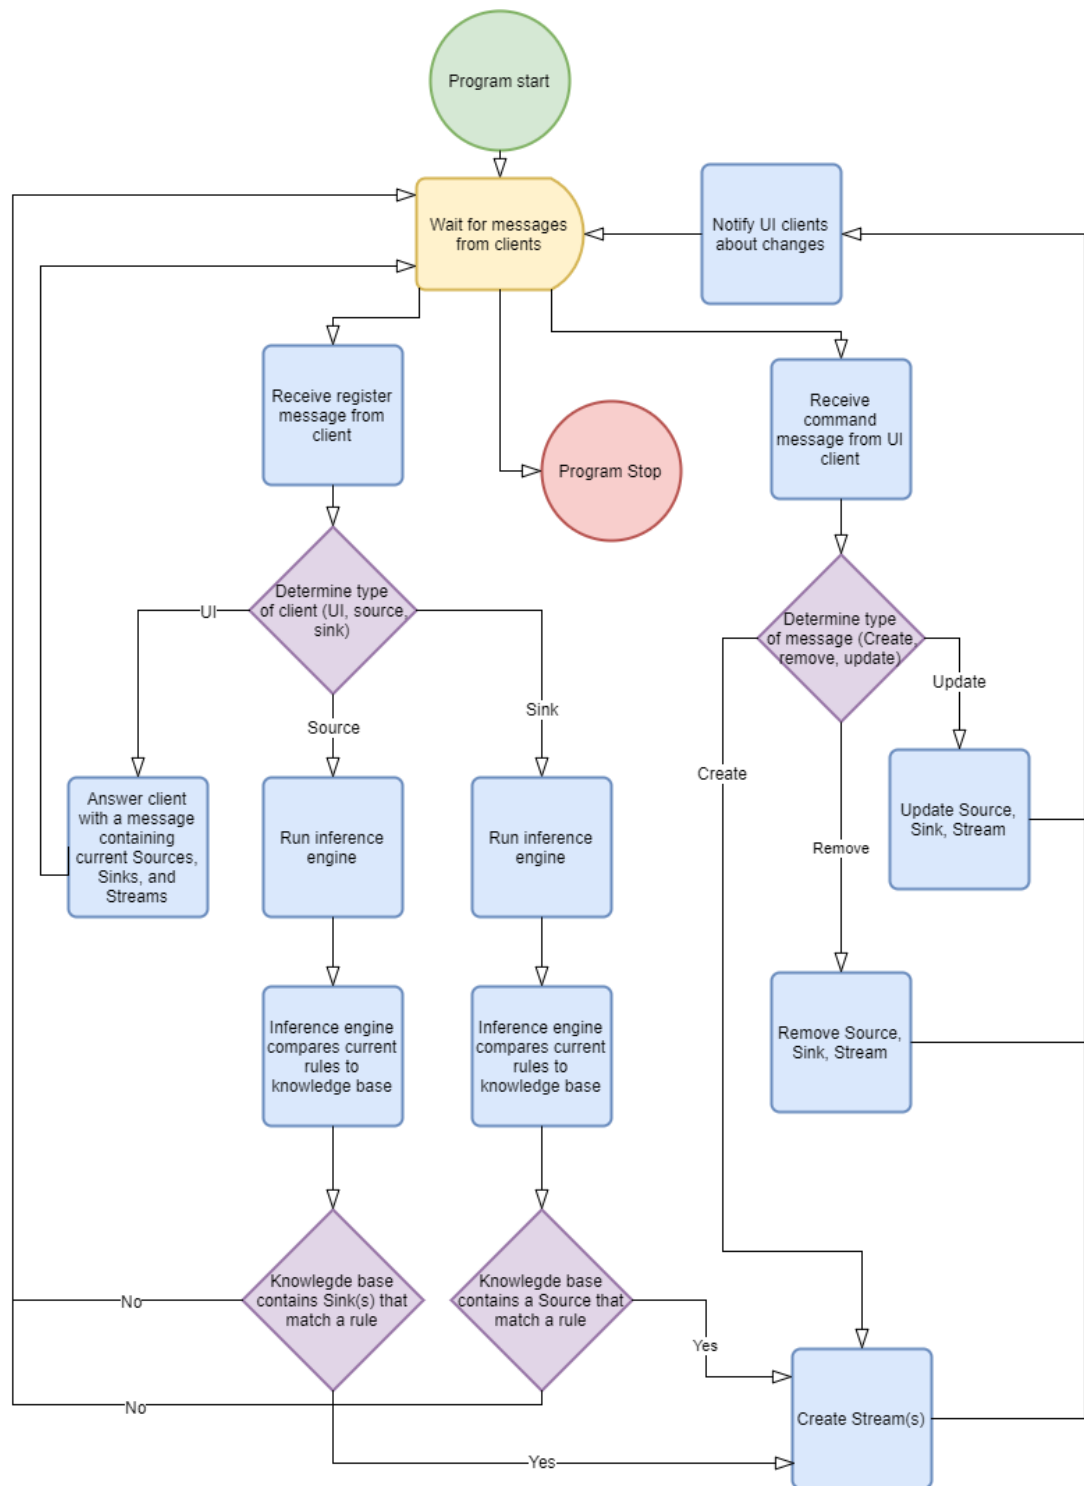 Program start
Wait for messages
from clients
Notify UI clients
about changes
Receive register
message from
client
Program Stop
Receive
command
message from UI
client
Determine type
of client (UI, source,
sink)
UI
Source
Sink
Determine type
of message (Create,
remove, update)
Update
Create
Remove
Answer client
with a message
containing
current Sources,
Sinks, and
Streams
Run inference
engine
Run inference
engine
Update Source,
Sink, Stream
Inference engine
compares current
rules to
knowledge base
Inference engine
compares current
rules to
knowledge base
Remove Source,
Sink, Stream
Knowlegde base
contains Sink(s) that
match a rule
Knowlegde base
contains a Source that
match a rule
No
Yes
No
Yes
Create Stream(s)